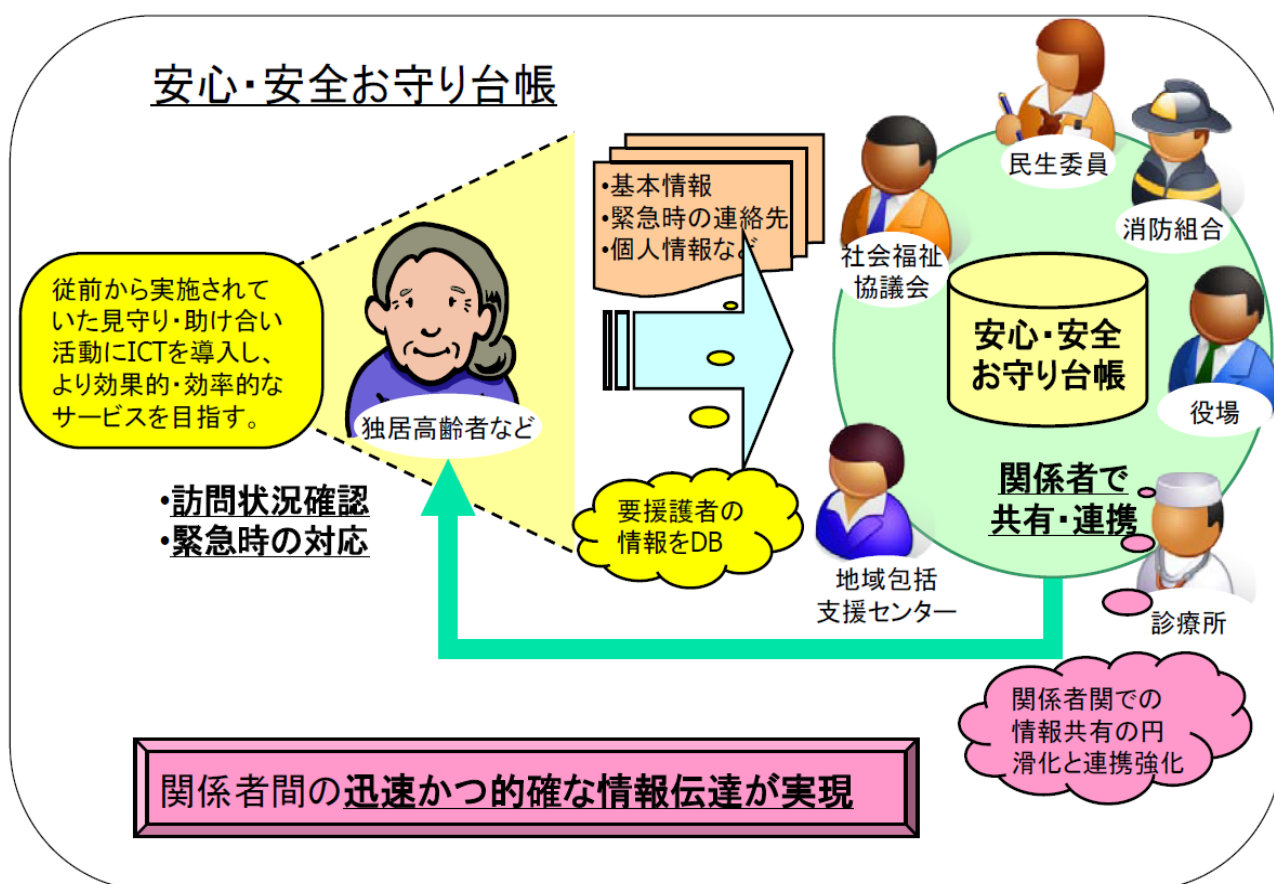 安心・安全お守り台帳
従前から実施されて
いた見守り・助け合い
活動にICTを導入し、
より効果的・効率的な
サービスを目指す。
独居高齢者など
•訪問状況確認
•緊急時の対応
•基本情報
•緊急時の連絡先
•個人情報など
要援護者の
情報をDB
民生委員
消防組合
社会福祉
協議会
安心・安全
お守り台帳
役場
関係者で
共有・連携
地域包括
支援センター
診療所
関係者関での
情報共有の円
滑化と連携強化
関係者間の迅速かつ的確な情報伝達が実現